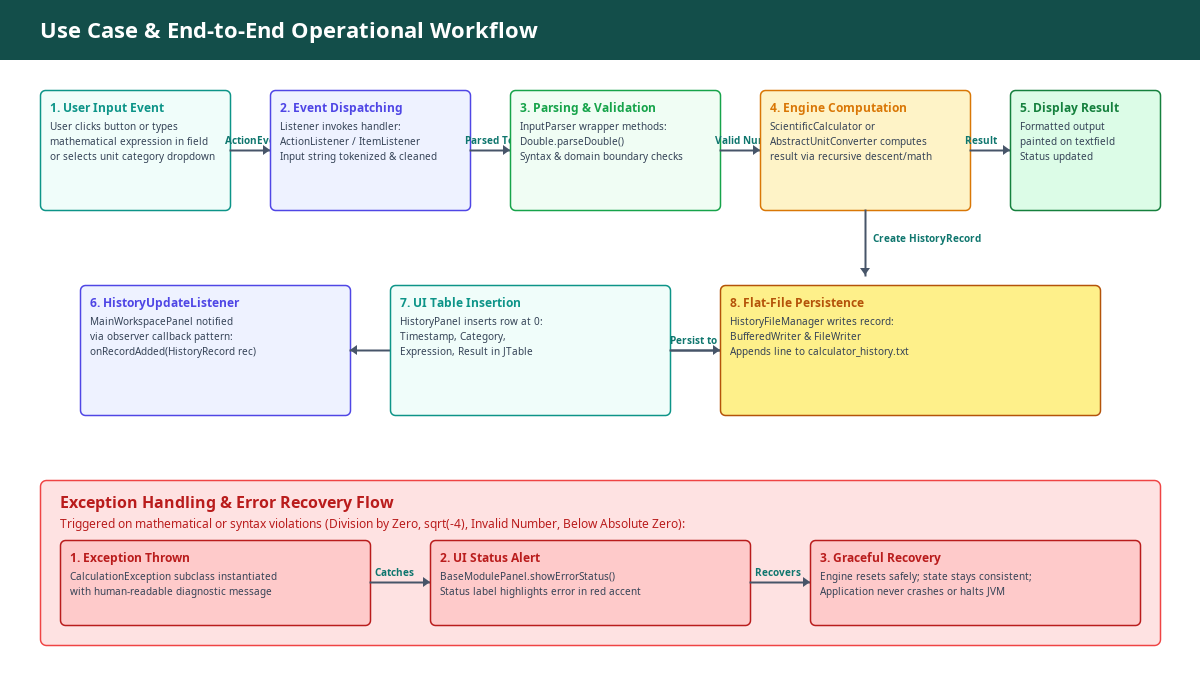 Use Case & End-to-End Operational Workflow
1. User Input Event
User clicks button or types
mathematical expression in field
or selects unit category dropdown
ActionEv
2. Event Dispatching
Listener invokes handler:
ActionListener / ItemListener
Input string tokenized & cleaned
Parsed To
3. Parsing & Validation
InputParser wrapper methods:
Double.parseDouble()
Syntax & domain boundary checks
Valid Num
4. Engine Computation
ScientificCalculator or
AbstractUnitConverter computes
result via recursive descent/math
Result
5. Display Result
Formatted output
painted on textfield
Status updated
Create HistoryRecord
6. HistoryUpdateListener
MainWorkspacePanel notified
via observer callback pattern:
onRecordAdded(HistoryRecord rec)
7. UI Table Insertion
HistoryPanel inserts row at 0:
Timestamp, Category,
Expression, Result in JTable
Persist to
8. Flat-File Persistence
HistoryFileManager writes record:
BufferedWriter & FileWriter
Appends line to calculator_history.txt
Exception Handling & Error Recovery Flow
Triggered on mathematical or syntax violations (Division by Zero, sqrt(-4), Invalid Number, Below Absolute Zero):
1. Exception Thrown
CalculationException subclass instantiated
with human-readable diagnostic message
Catches
2. UI Status Alert
BaseModulePanel.showErrorStatus()
Status label highlights error in red accent
Recovers
3. Graceful Recovery
Engine resets safely; state stays consistent;
Application never crashes or halts JVM